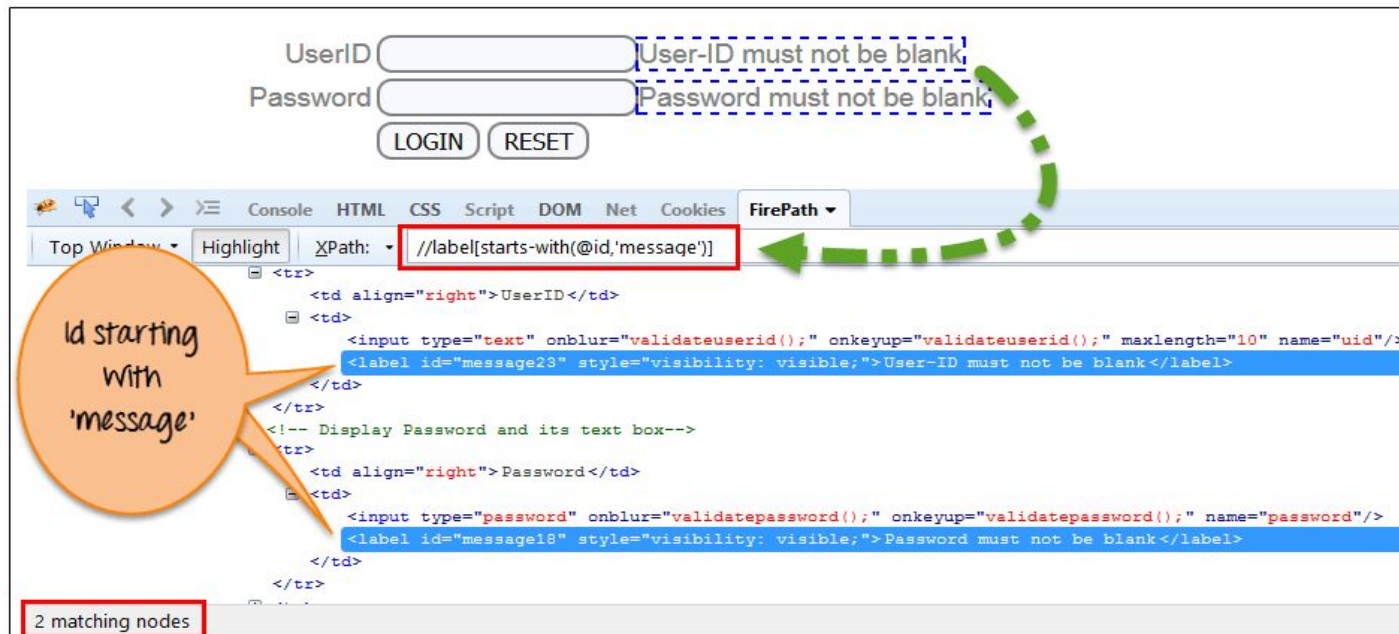 UserID User-ID must not be blank
Password Password must not be blank
LOGIN RESET
Console HTML CSS Script DOM Net Cookies FirePath
Top Window Highlight XPath: //label[starts-with(@id,'message')]
<tr>
<td align="right">UserID</td>
<td>
<input type="text" onblur="validateuserid();" onkeyup="validateuserid();" maxlength="10" name="uid"/>
<label id="message23" style="visibility: visible;">User-ID must not be blank</label>
</td>
</tr>
<!-- Display Password and its text box-->
<tr>
<td align="right">Password</td>
<td>
<input type="password" onblur="validatepassword();" onkeyup="validatepassword();" name="password"/>
<label id="message18" style="visibility: visible;">Password must not be blank</label>
</td>
</tr>
Id starting
with
'message'
2 matching nodes